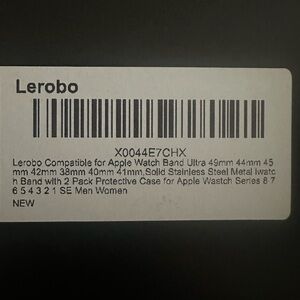 Lerobo
X0044E7CHX
Lerobo Compatible for Apple Watch Band Ultra 49mm 44mm 45
mm 42mm 38mm 40mm 41mm,Solid Stainless Steel Metal iwatc
h Band with 2 Pack Protective Case for Apple Wastch Series 8 7
6 5 4 3 2 1 SE Men Women
NEW